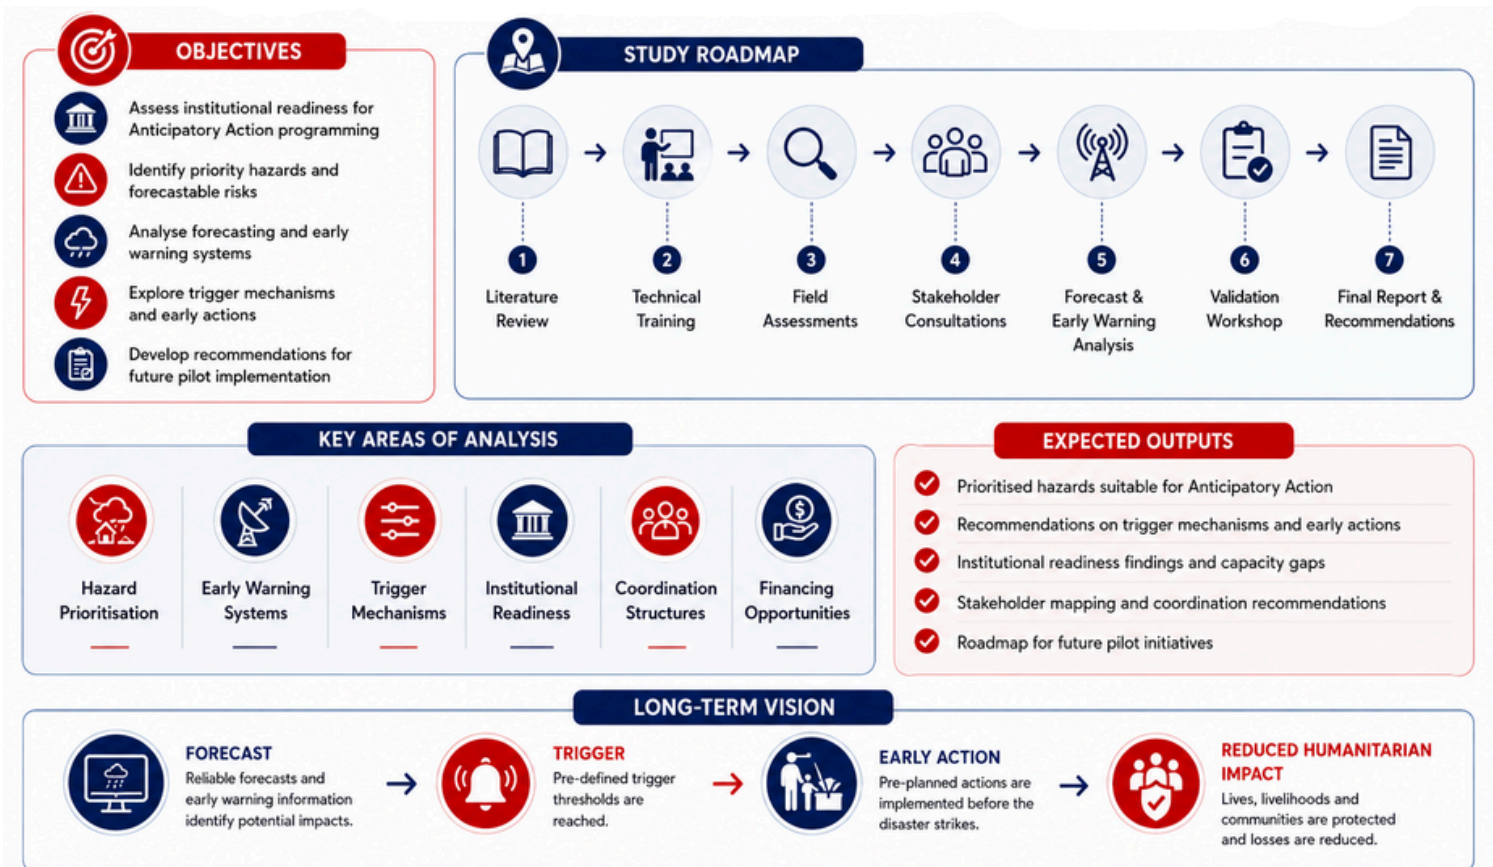 OBJECTIVES
Assess institutional readiness for
Anticipatory Action programming
Identify priority hazards and
forecastable risks
Analyse forecasting and early
warning systems
Explore trigger mechanisms
and early actions
Develop recommendations for
future pilot implementation
STUDY ROADMAP
1
Literature
Review
2
Technical
Training
3
Field
Assessments
4
Stakeholder
Consultations
5
Forecast &
Early Warning
Analysis
6
Validation
Workshop
7
Final Report &
Recommendations
KEY AREAS OF ANALYSIS
Hazard
Prioritisation
Early Warning
Systems
Trigger
Mechanisms
Institutional
Readiness
Coordination
Structures
$
Financing
Opportunities
EXPECTED OUTPUTS
Prioritised hazards suitable for Anticipatory Action
Recommendations on trigger mechanisms and early actions
Institutional readiness findings and capacity gaps
Stakeholder mapping and coordination recommendations
Roadmap for future pilot initiatives
LONG-TERM VISION
FORECAST
Reliable forecasts and
early warning information
identify potential impacts.
TRIGGER
Pre-defined trigger
thresholds are
reached.
EARLY ACTION
Pre-planned actions are
implemented before the
disaster strikes.
REDUCED HUMANITARIAN
IMPACT
Lives, livelihoods and
communities are protected
and losses are reduced.